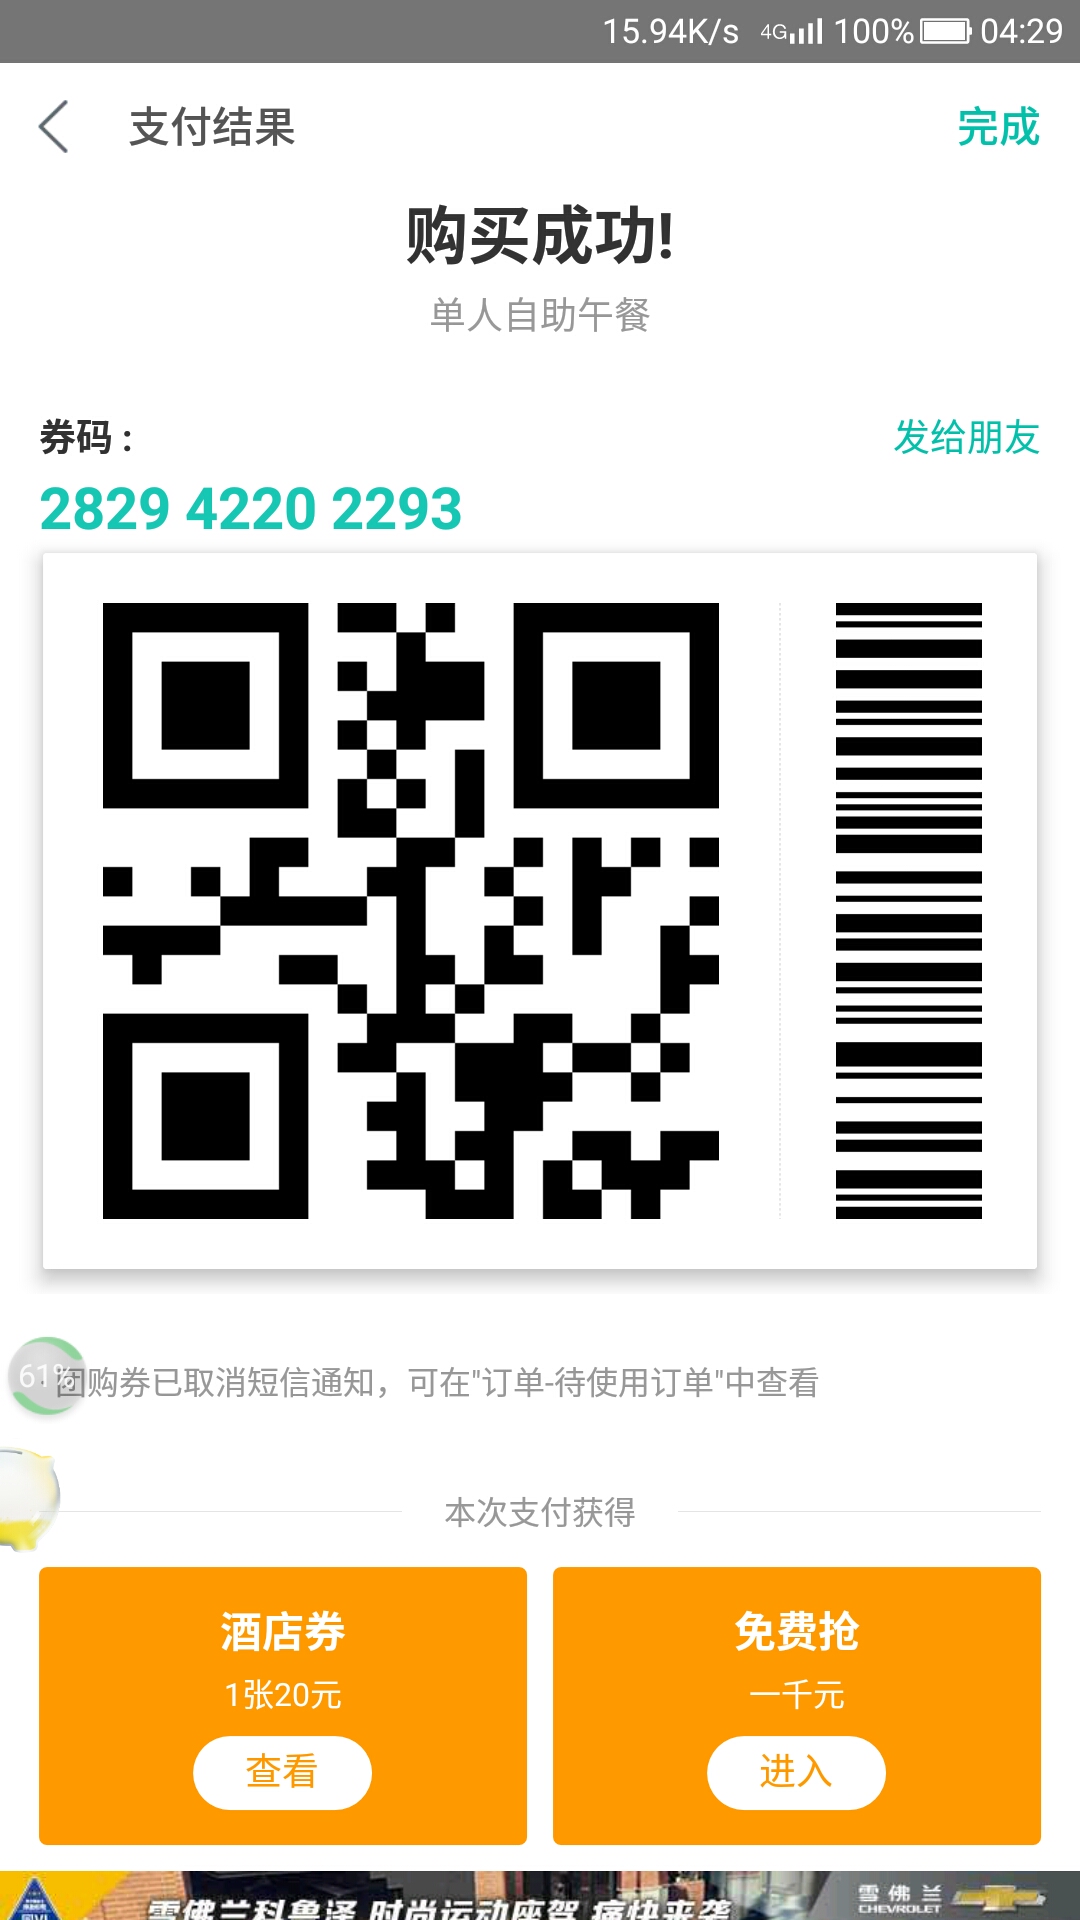 15.94K/s 4G 100% 04:29
支付结果
完成
购买成功!
单人自助午餐
券码：
发给朋友
2829 4220 2293
61%
团购券已取消短信通知，可在"订单-待使用订单"中查看
本次支付获得
酒店券
1张20元
查看
免费抢
一千元
进入
雪佛兰科鲁泽 时尚运动座驾 痛快来袭
雪佛兰
CHEVROLET